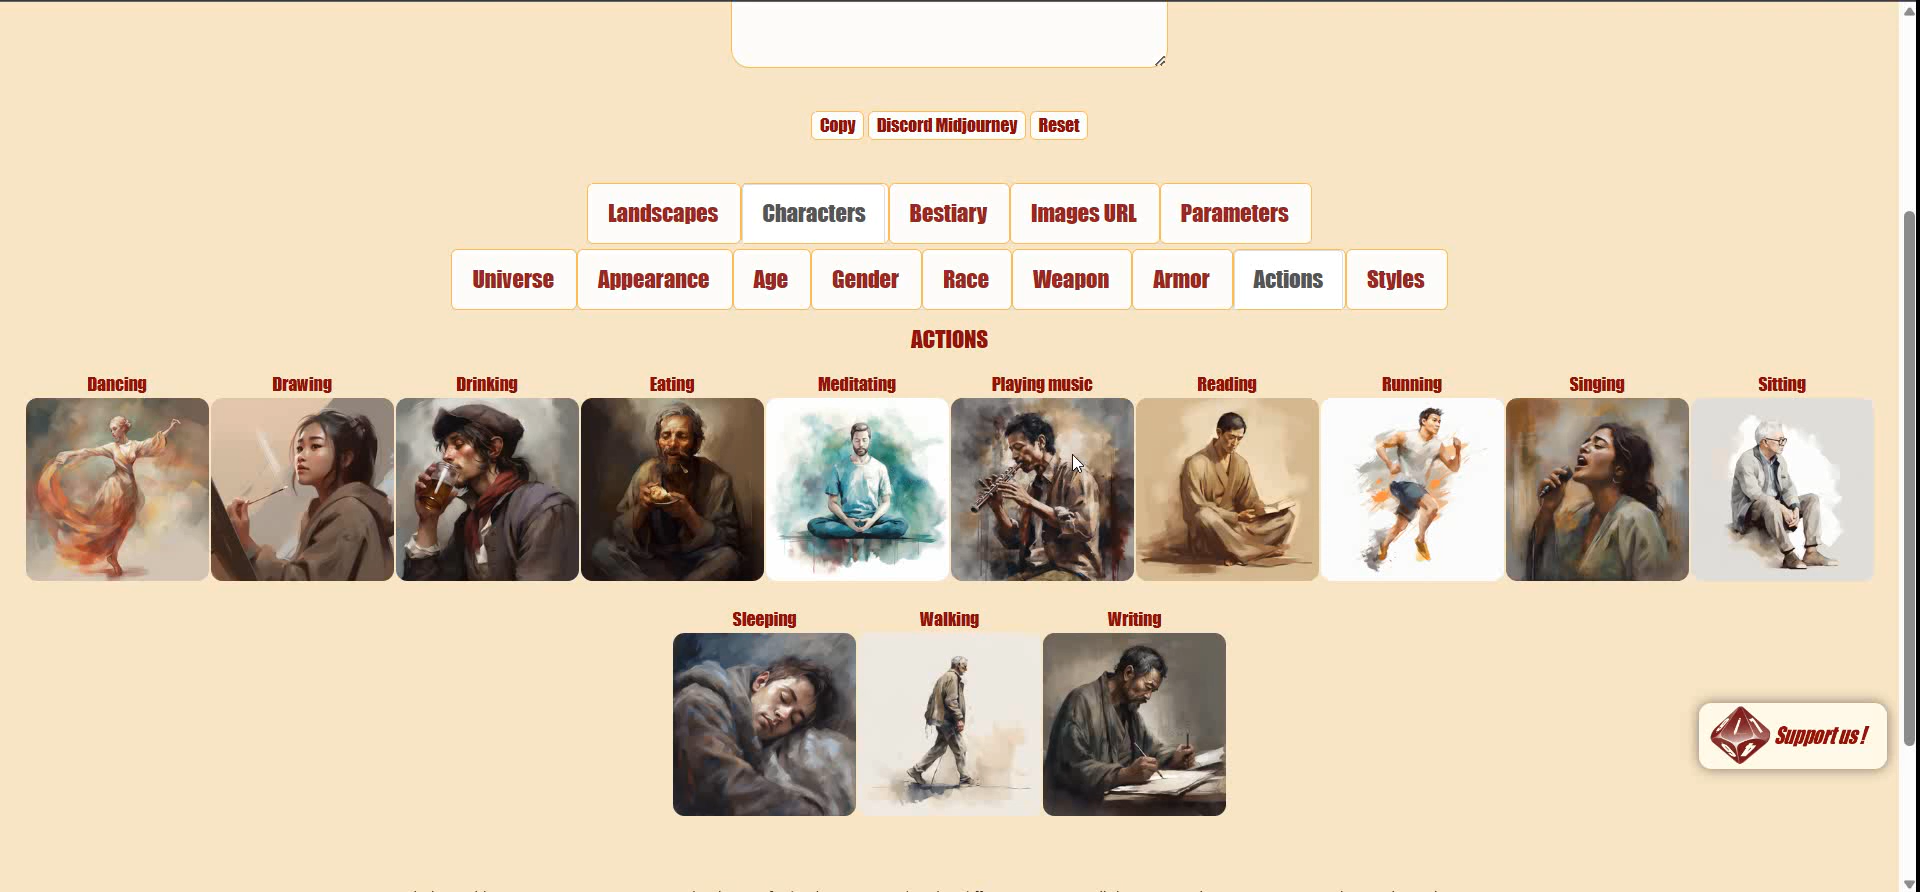 Copy Discord Midjourney Reset
Landscapes Characters Bestiary Images URL Parameters
Universe Appearance Age Gender Race Weapon Armor Actions Styles
ACTIONS
Dancing Drawing Drinking Eating Meditating Playing music Reading Running Singing Sitting
Sleeping Walking Writing
Support us !